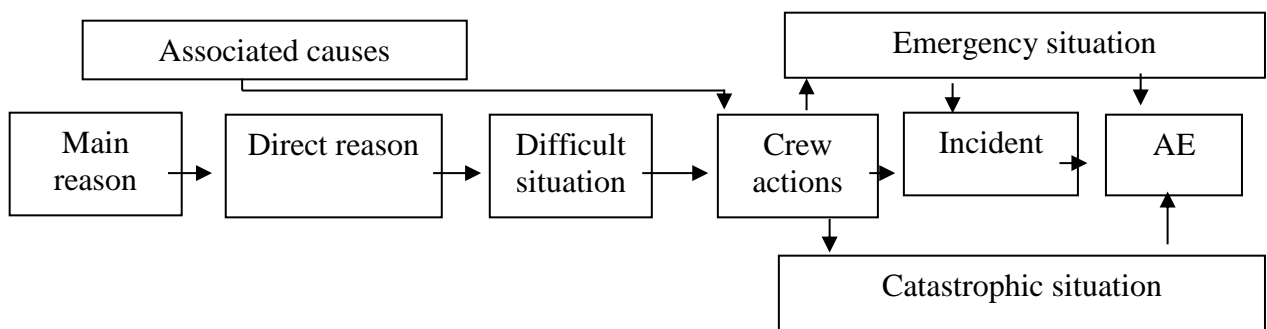 Associated causes
Emergency situation
Main
reason
Direct reason
Difficult
situation
Crew
actions
Incident
AE
Catastrophic situation